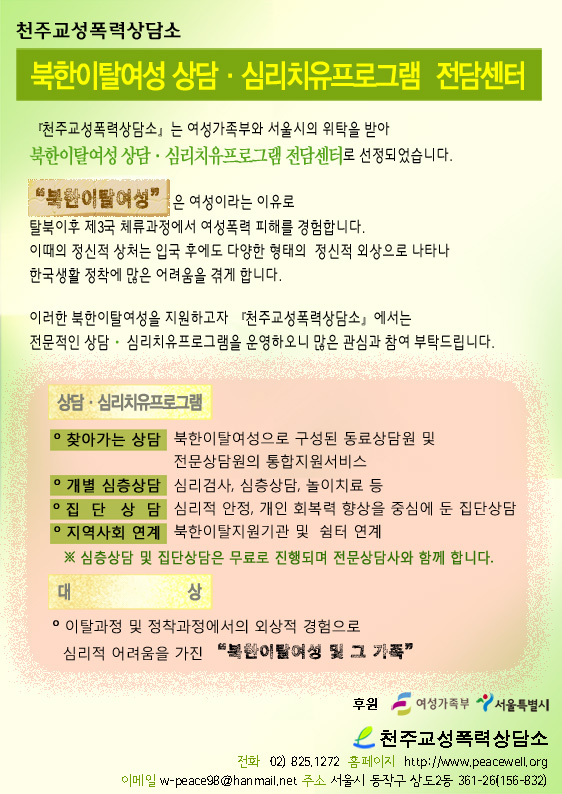 천주교성폭력상담소
북한이탈여성 상담 · 심리치유프로그램 전담센터
『천주교성폭력상담소』는 여성가족부와 서울시의 위탁을 받아
북한이탈여성 상담 · 심리치유프로그램 전담센터로 선정되었습니다.
“북한이탈여성”은 여성이라는 이유로
탈북이후 제3국 체류과정에서 여성폭력 피해를 경험합니다.
이때의 정신적 상처는 입국 후에도 다양한 형태의 정신적 외상으로 나타나
한국생활 정착에 많은 어려움을 겪게 합니다.
이러한 북한이탈여성을 지원하고자 『천주교성폭력상담소』에서는
전문적인 상담 · 심리치유프로그램을 운영하오니 많은 관심과 참여 부탁드립니다.
상담 · 심리치유프로그램
º 찾아가는 상담 북한이탈여성으로 구성된 동료상담원 및
전문상담원의 통합지원서비스
º 개별 심층상담 심리검사, 심층상담, 놀이치료 등
º 집 단 상 담 심리적 안정, 개인 회복력 향상을 중심에 둔 집단상담
º 지역사회 연계 북한이탈지원기관 및 쉼터 연계
※ 심층상담 및 집단상담은 무료로 진행되며 전문상담사와 함께 합니다.
대 상
º 이탈과정 및 정착과정에서의 외상적 경험으로
심리적 어려움을 가진 “북한이탈여성 및 그 가족”
후원 여성가족부 서울특별시
천주교성폭력상담소
전화 02) 825.1272 홈페이지 http://www.peacewell.org
이메일 w-peace98@hanmail.net 주소 서울시 동작구 상도2동 361-26(156-832)